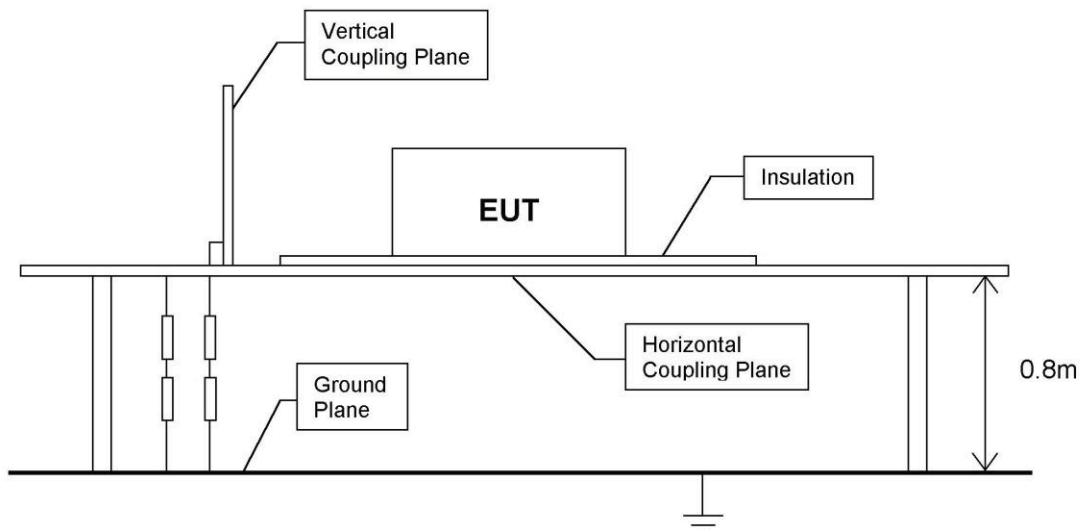 Vertical
Coupling Plane
Insulation
EUT
Horizontal
Coupling Plane
0.8m
Ground
Plane